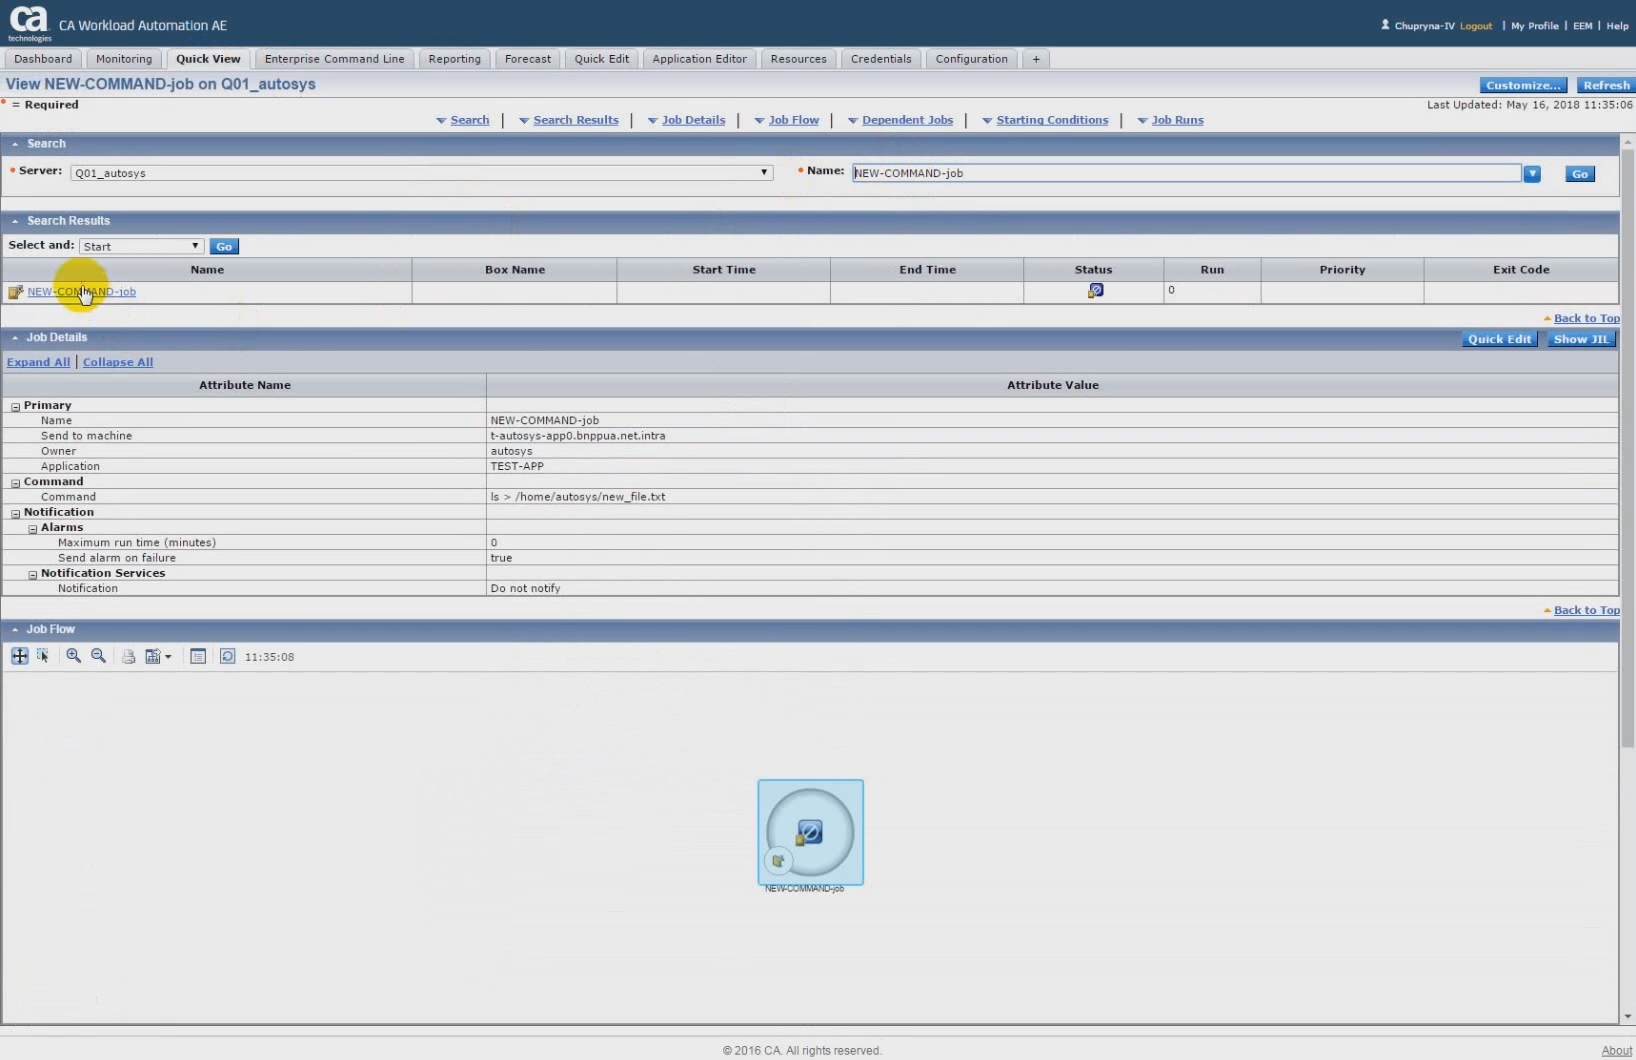 ca technologies CA Workload Automation AE
Chupryna-IV Logout | My Profile | EEM | Help
Dashboard Monitoring Quick View Enterprise Command Line Reporting Forecast Quick Edit Application Editor Resources Credentials Configuration +
View NEW-COMMAND-job on Q01_autosys
Customize... Refresh
* = Required
Last Updated: May 16, 2018 11:35:06
Search | Search Results | Job Details | Job Flow | Dependent Jobs | Starting Conditions | Job Runs
Search
* Server: Q01_autosys * Name: NEW-COMMAND-job Go
Search Results
Select and: Start Go
Name Box Name Start Time End Time Status Run Priority Exit Code
NEW-COMMAND-job 0
Back to Top
Job Details Quick Edit Show JIL
Expand All | Collapse All
Attribute Name Attribute Value
Primary
Name NEW-COMMAND-job
Send to machine t-autosys-app0.bnppua.net.intra
Owner autosys
Application TEST-APP
Command
Command ls > /home/autosys/new_file.txt
Notification
Alarms
Maximum run time (minutes) 0
Send alarm on failure true
Notification Services
Notification Do not notify
Back to Top
Job Flow
11:35:08
NEW-COMMAND-job
© 2016 CA. All rights reserved.
About